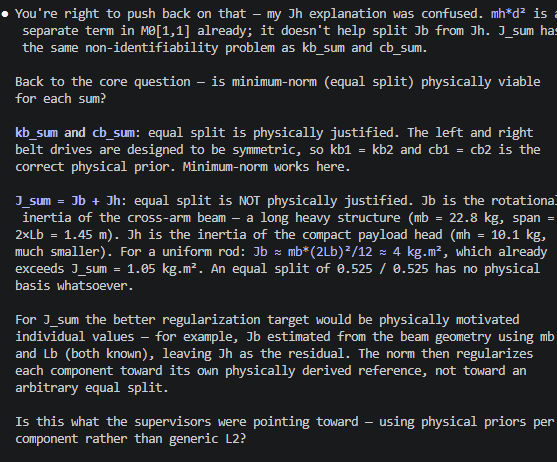 ● You're right to push back on that — my Jh explanation was confused. mh*d² is a
separate term in M0[1,1] already; it doesn't help split Jb from Jh. J_sum has
the same non-identifiability problem as kb_sum and cb_sum.
Back to the core question — is minimum-norm (equal split) physically viable
for each sum?
kb_sum and cb_sum: equal split is physically justified. The left and right
belt drives are designed to be symmetric, so kb1 = kb2 and cb1 = cb2 is the
correct physical prior. Minimum-norm works here.
J_sum = Jb + Jh: equal split is NOT physically justified. Jb is the rotational
inertia of the cross-arm beam — a long heavy structure (mb = 22.8 kg, span =
2×Lb = 1.45 m). Jh is the inertia of the compact payload head (mh = 10.1 kg,
much smaller). For a uniform rod: Jb ≈ mb*(2Lb)²/12 ≈ 4 kg.m², which already
exceeds J_sum = 1.05 kg.m². An equal split of 0.525 / 0.525 has no physical
basis whatsoever.
For J_sum the better regularization target would be physically motivated
individual values — for example, Jb estimated from the beam geometry using mb
and Lb (both known), leaving Jh as the residual. The norm then regularizes
each component toward its own physically derived reference, not toward an
arbitrary equal split.
Is this what the supervisors were pointing toward — using physical priors per
component rather than generic L2?